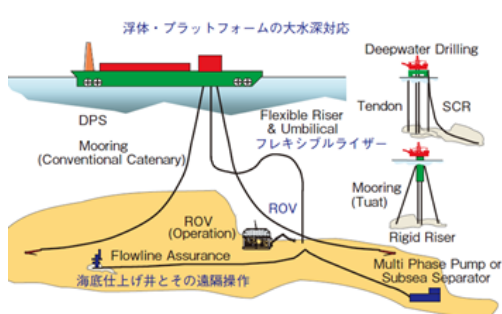 浮体・プラットフォームの大水深対応
Deepwater Drilling
DPS
Flexible Riser
& Umbilical
Tendon
SCR
Mooring
(Conventional Catenary)
フレキシブルライザー
Mooring
(Tuat)
ROV
ROV
(Operation)
Rigid Riser
Flowline Assurance
Multi Phase Pump or
Subsea Separator
海底仕上げ井とその遠隔操作